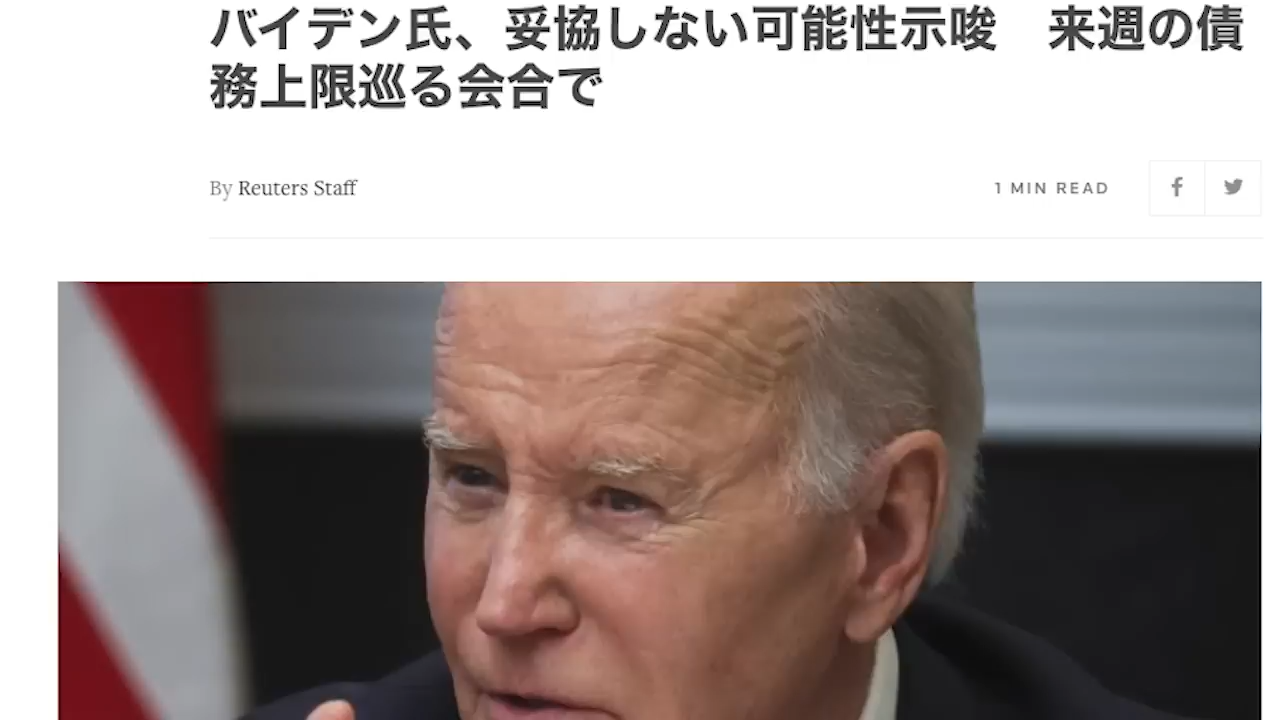 バイデン氏、妥協しない可能性示唆　来週の債
務上限巡る会合で
By Reuters Staff
1 MIN READ